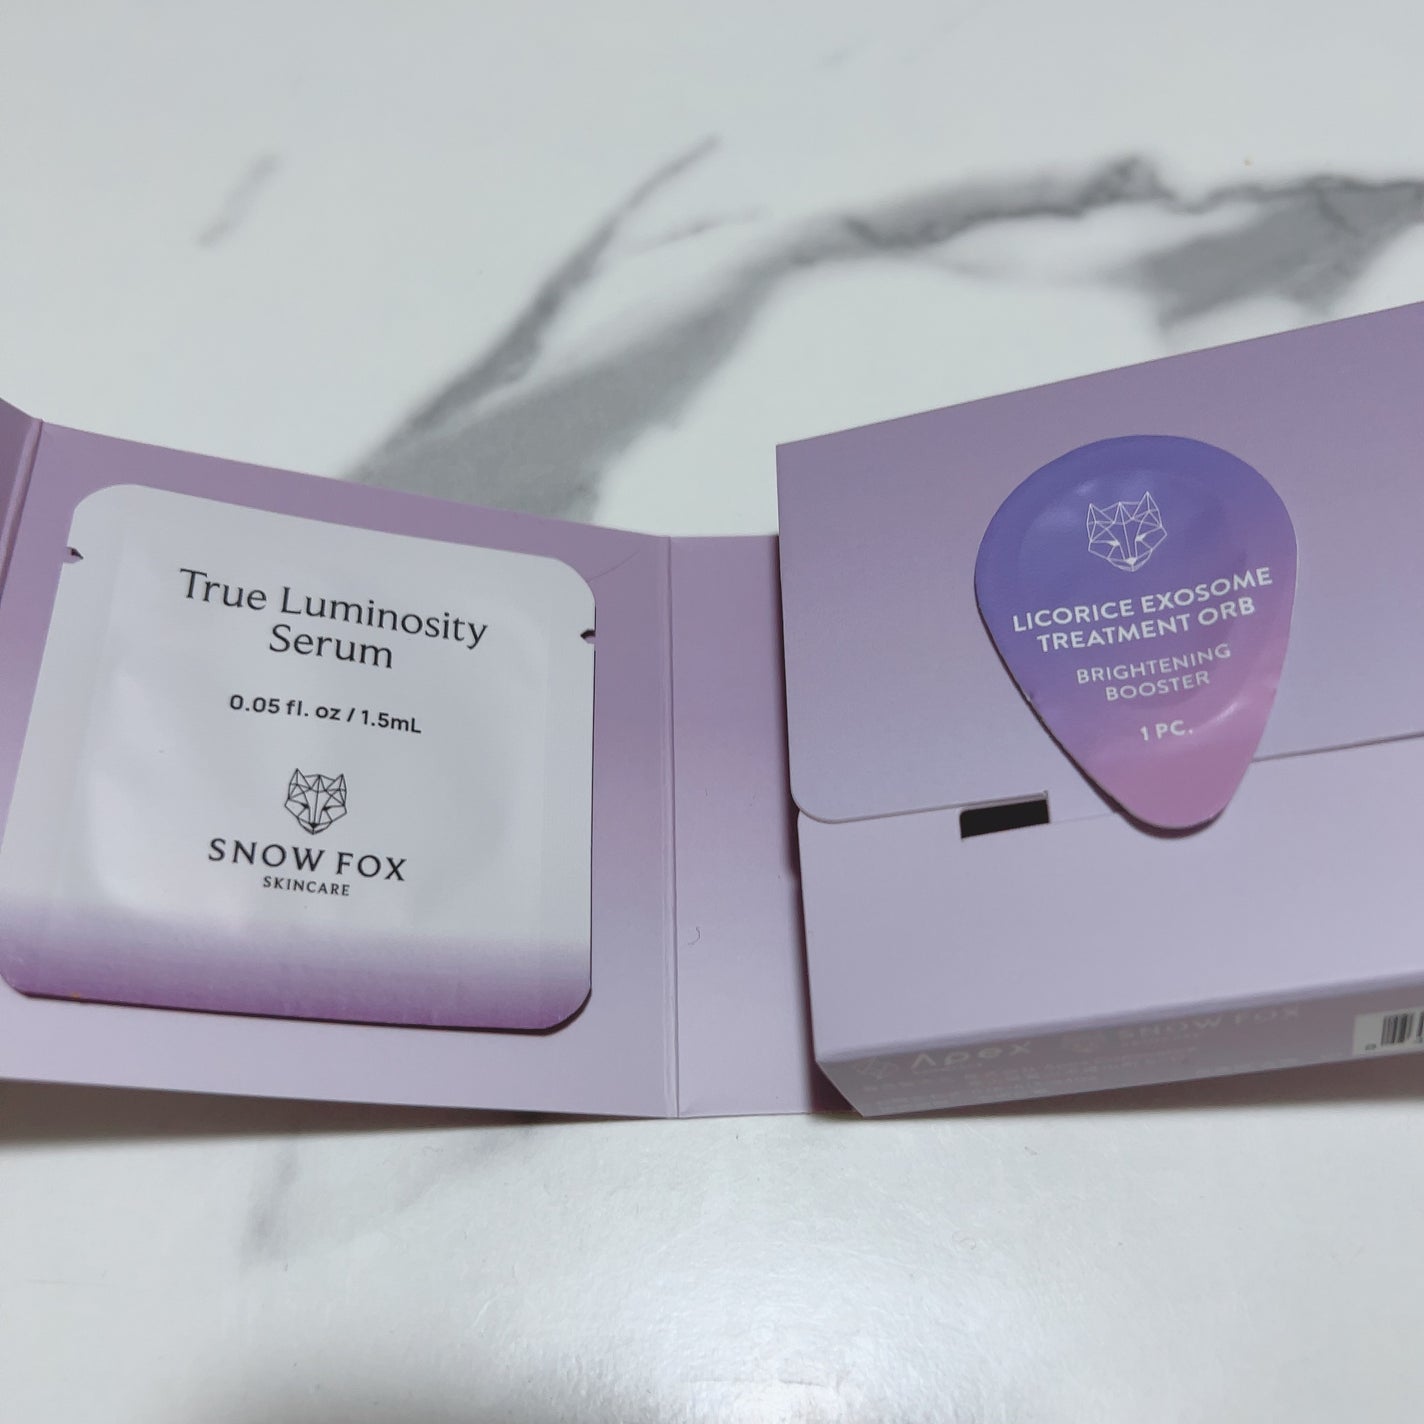 True Luminosity
Serum
0.05 fl. oz / 1.5mL
SNOW FOX
SKINCARE
LICORICE EXOSOME
TREATMENT ORB
BRIGHTENING
BOOSTER
1 PC.
Apex
SNOW FOX